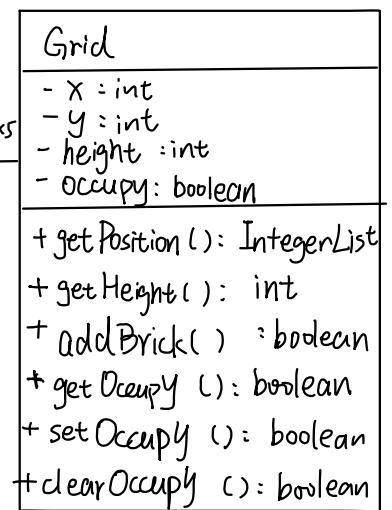 Grid
- x : int
- y : int
- height : int
- occupy : boolean
+ getPosition () : IntegerList
+ getHeight () : int
+ addBrick () : boolean
+ getOccupy () : boolean
+ setOccupy () : boolean
+ clearOccupy () : boolean